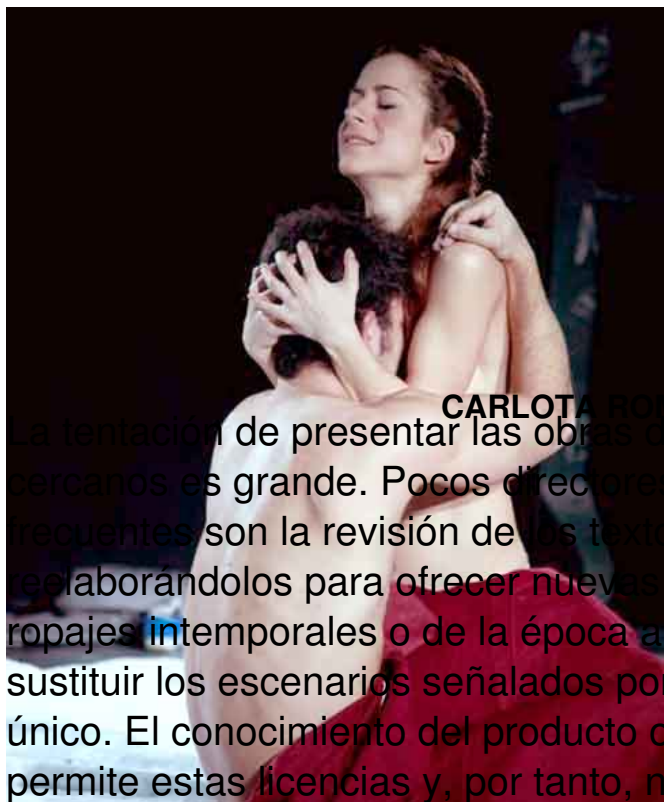 CARLOTA RO
La tentación de presentar las obras
cercanos es grande. Pocos directores
frecuentes son la revisión de los
reelaborándolos para ofrecer nuevas
ropajes intemporales o de la época a
sustituir los escenarios señalados por
único. El conocimiento del producto
permite estas licencias y, por tanto,